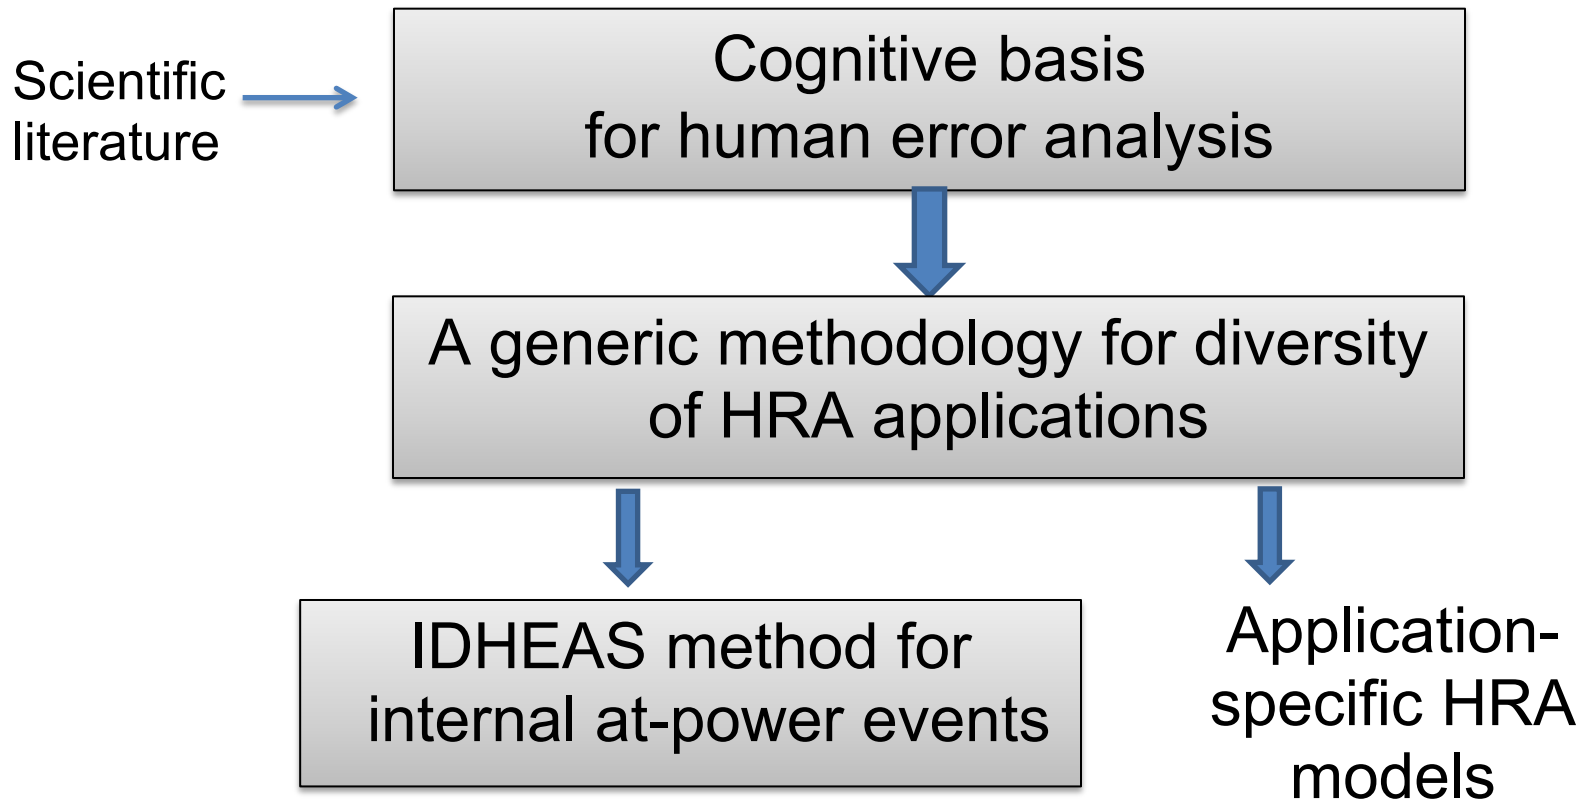 Scientific
literature
Cognitive basis
for human error analysis
A generic methodology for diversity
of HRA applications
IDHEAS method for
internal at-power events
Application-
specific HRA
models